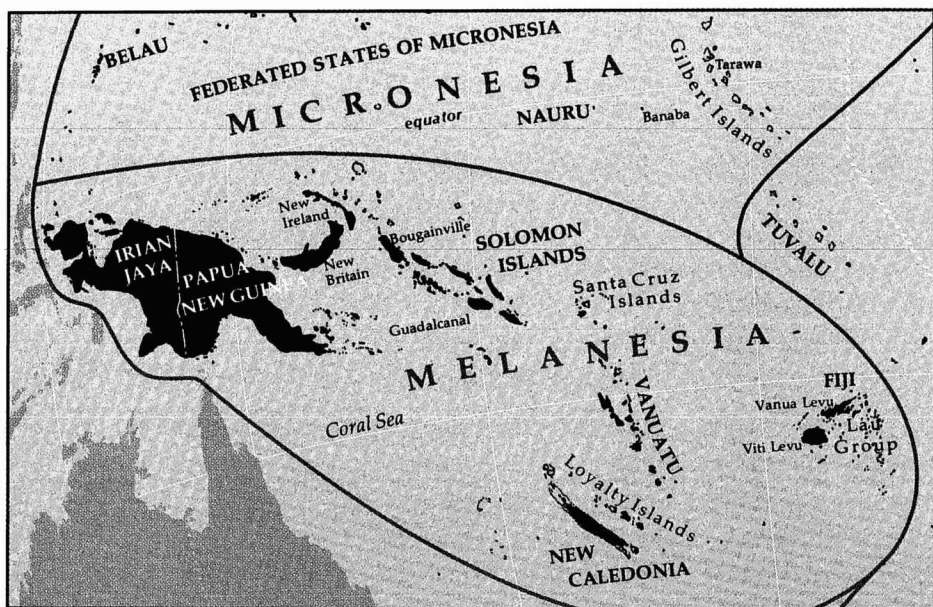 BELAU
FEDERATED STATES OF MICRONESIA
MICRONESIA
equator
NAURU
Banaba
Tarawa
Gilbert Islands
TUVALU
IRIAN
JAYA
PAPUA
NEW GUINEA
New
Ireland
New
Britain
Bougainville
SOLOMON
ISLANDS
Guadalcanal
Santa Cruz
Islands
MELANESIA
Coral Sea
VANUATU
FIJI
Vanua Levu
Lau
Viti Levu
Group
Loyalty Islands
NEW
CALEDONIA